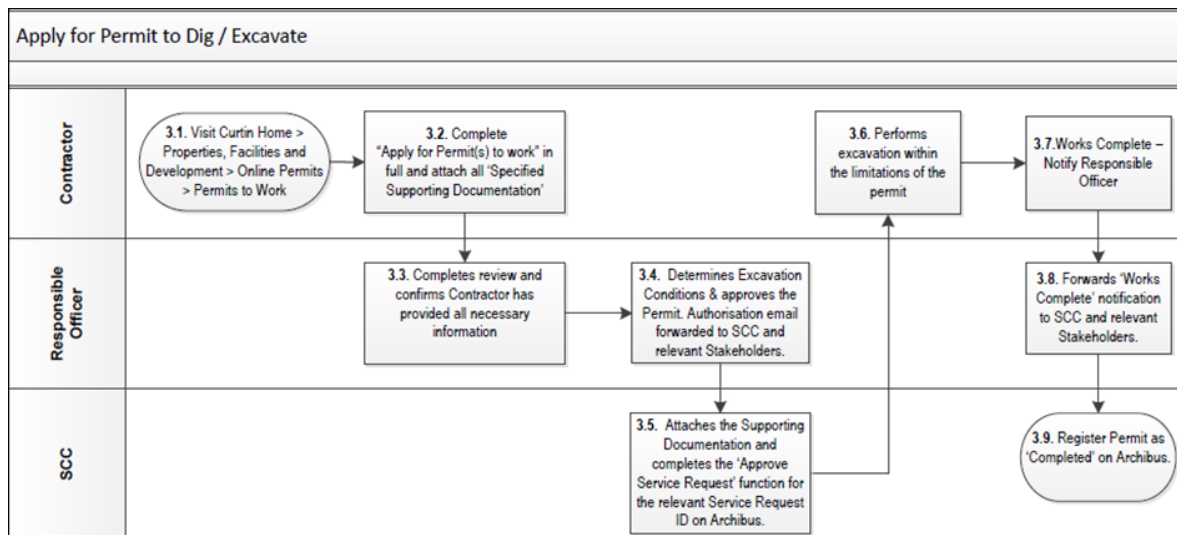 Apply for Permit to Dig / Excavate
Contractor
3.1. Visit Curtin Home >
Properties, Facilities and
Development > Online Permits
> Permits to Work
3.2. Complete
“Apply for Permit(s) to work” in
full and attach all ‘Specified
Supporting Documentation’
3.6. Performs
excavation within
the limitations of the
permit
3.7.Works Complete –
Notify Responsible
Officer
Responsible
Officer
3.3. Completes review and
confirms Contractor has
provided all necessary
information
3.4. Determines Excavation
Conditions & approves the
Permit. Authorisation email
forwarded to SCC and
relevant Stakeholders.
3.8. Forwards ‘Works
Complete’ notification
to SCC and relevant
Stakeholders.
SCC
3.5. Attaches the Supporting
Documentation and
completes the ‘Approve
Service Request’ function for
the relevant Service Request
ID on Archibus.
3.9. Register Permit as
‘Completed’ on Archibus.